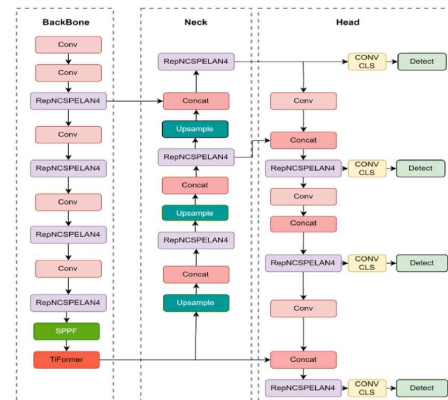 BackBone
Conv
Conv
RepNCSPELAN4
Conv
RepNCSPELAN4
Conv
RepNCSPELAN4
Conv
RepNCSPELAN4
SPPF
TiFormer
Neck
RepNCSPELAN4
Concat
Upsample
RepNCSPELAN4
Concat
Upsample
RepNCSPELAN4
Concat
Upsample
Head
CONV
CLS
Detect
Conv
Concat
RepNCSPELAN4
CONV
CLS
Detect
Conv
Concat
RepNCSPELAN4
CONV
CLS
Detect
Conv
Concat
RepNCSPELAN4
CONV
CLS
Detect